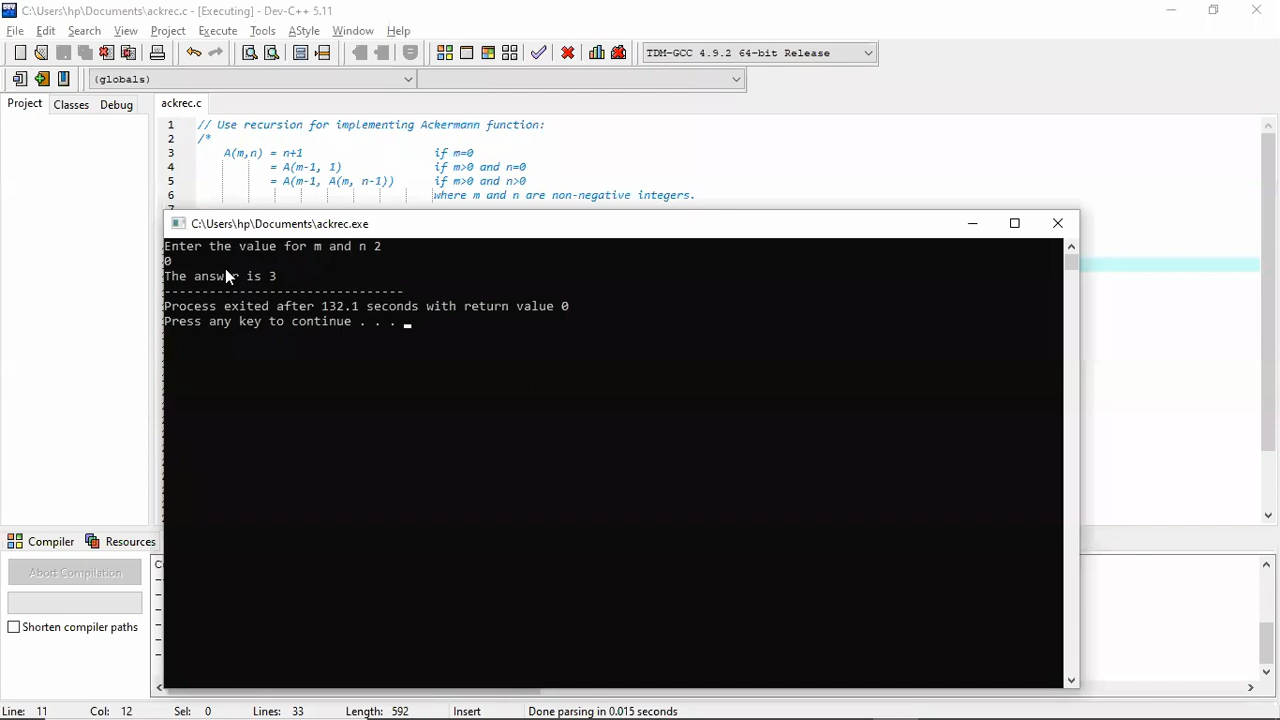 C:\Users\hp\Documents\ackrec.c - [Executing] - Dev-C++ 5.11
File Edit Search View Project Execute Tools AStyle Window Help
TDM-GCC 4.9.2 64-bit Release
(globals)
Project Classes Debug ackrec.c
1 // Use recursion for implementing Ackermann function:
2 /*
3 A(m,n) = n+1 if m=0
4 = A(m-1, 1) if m>0 and n=0
5 = A(m-1, A(m, n-1)) if m>0 and n>0
6 where m and n are non-negative integers.
C:\Users\hp\Documents\ackrec.exe
Enter the value for m and n 2
0
The answer is 3
--------------------------------
Process exited after 132.1 seconds with return value 0
Press any key to continue . . .
Compiler Resources
Abort Compilation
Shorten compiler paths
Line: 11 Col: 12 Sel: 0 Lines: 33 Length: 592 Insert Done parsing in 0.015 seconds